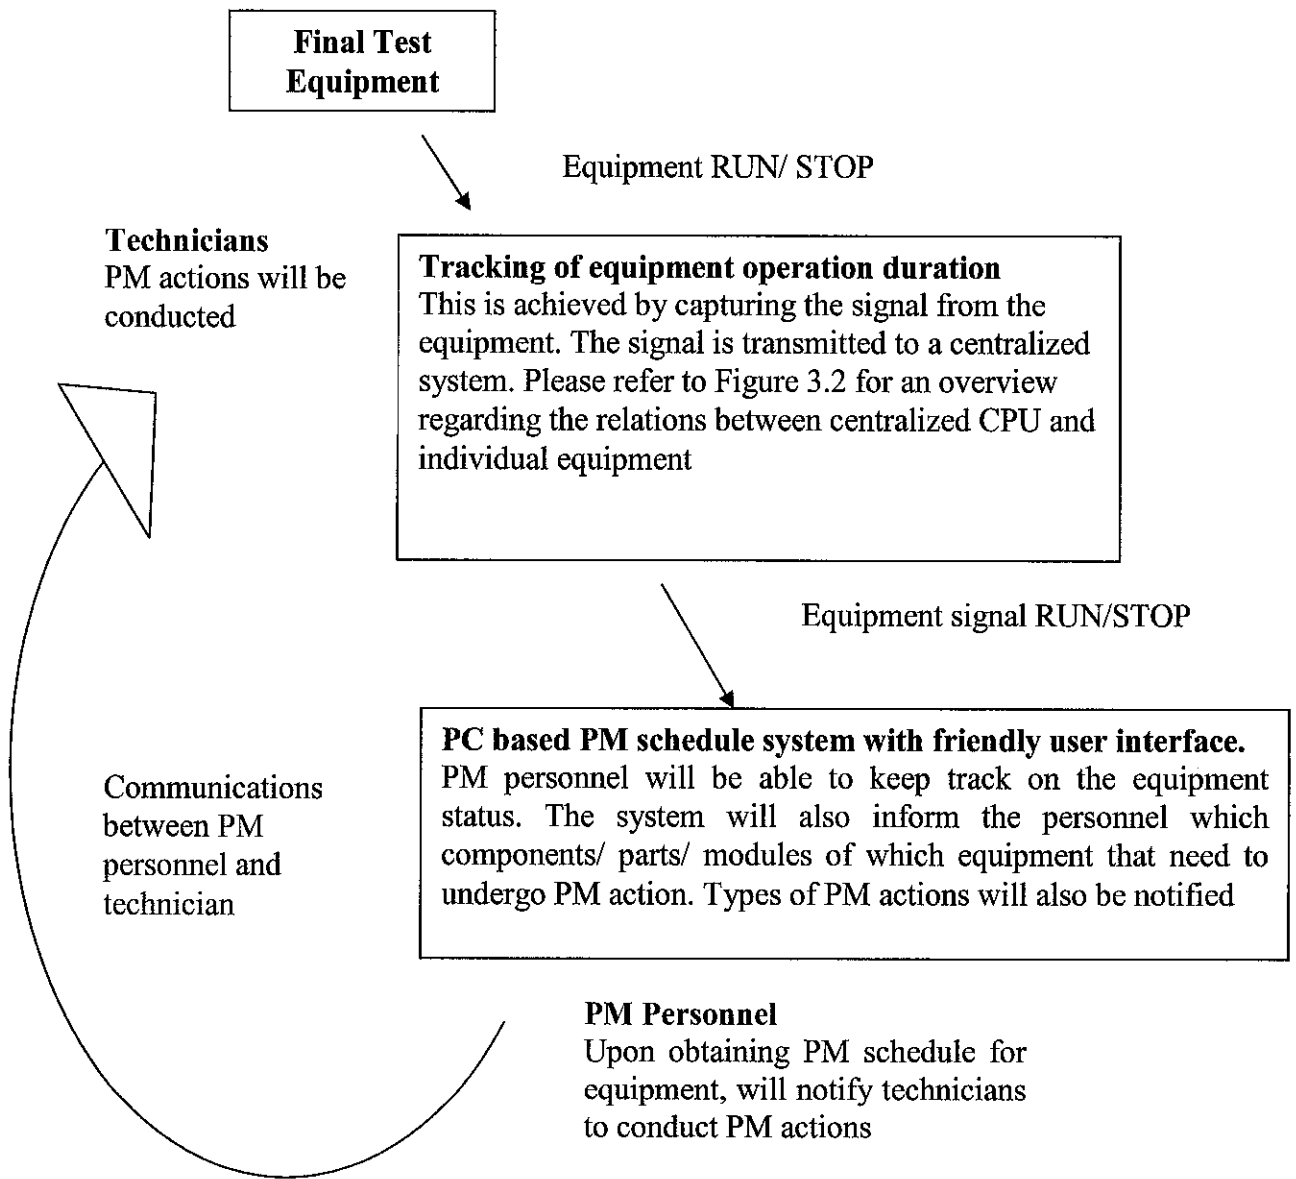 Final Test
Equipment
Equipment RUN/ STOP
Technicians
PM actions will be
conducted
Tracking of equipment operation duration
This is achieved by capturing the signal from the
equipment. The signal is transmitted to a centralized
system. Please refer to Figure 3.2 for an overview
regarding the relations between centralized CPU and
individual equipment
Equipment signal RUN/STOP
PC based PM schedule system with friendly user interface.
PM personnel will be able to keep track on the equipment
status. The system will also inform the personnel which
components/ parts/ modules of which equipment that need to
undergo PM action. Types of PM actions will also be notified
Communications
between PM
personnel and
technician
PM Personnel
Upon obtaining PM schedule for
equipment, will notify technicians
to conduct PM actions